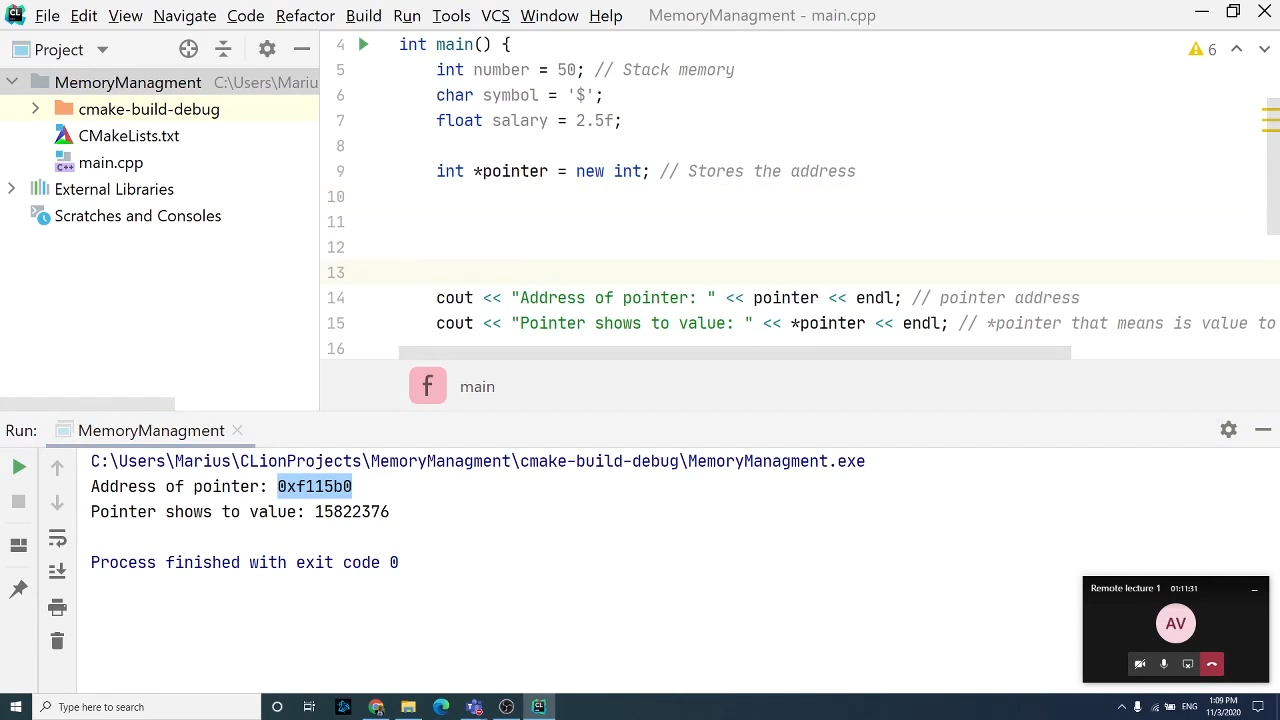 File Edit View Navigate Code Refactor Build Run Tools VCS Window Help MemoryManagment - main.cpp
Project
MemoryManagment C:\Users\Mariu
cmake-build-debug
CMakeLists.txt
main.cpp
External Libraries
Scratches and Consoles
4 int main() {
5 int number = 50; // Stack memory
6 char symbol = '$';
7 float salary = 2.5f;
8
9 int *pointer = new int; // Stores the address
10
11
12
13
14 cout << "Address of pointer: " << pointer << endl; // pointer address
15 cout << "Pointer shows to value: " << *pointer << endl; // *pointer that means is value to
16
6
f main
Run: MemoryManagment
C:\Users\Marius\CLionProjects\MemoryManagment\cmake-build-debug\MemoryManagment.exe
Address of pointer: 0xf115b0
Pointer shows to value: 15822376
Process finished with exit code 0
Remote lecture 1 01:11:31
AV
Type here to search
ENG
1:09 PM
11/3/2020